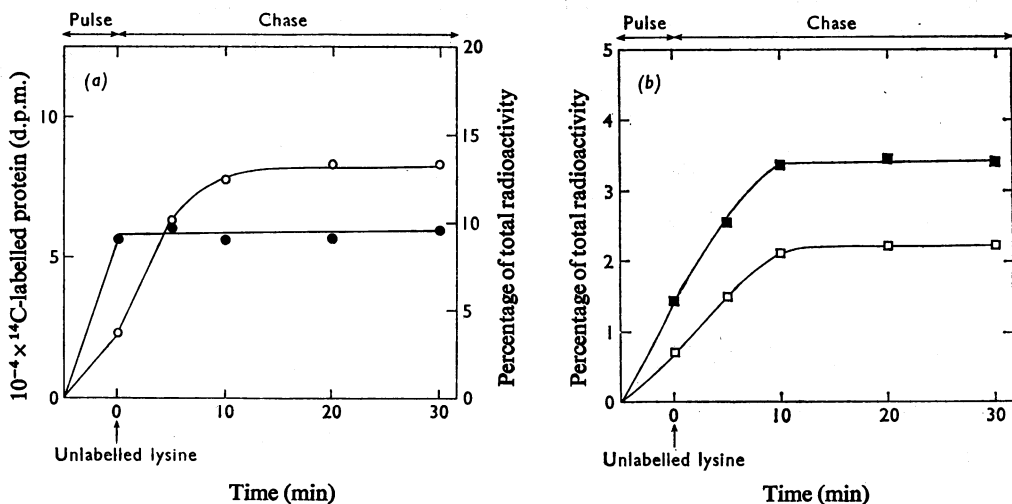 Pulse Chase
(a)
10⁻⁴ × ¹⁴C-labelled protein (d.p.m.)
10
5
0
20
15
10
5
0
Percentage of total radioactivity
0 10 20 30
Unlabelled lysine
Time (min)
Pulse Chase
(b)
Percentage of total radioactivity
5
4
3
2
1
0
0 10 20 30
Unlabelled lysine
Time (min)